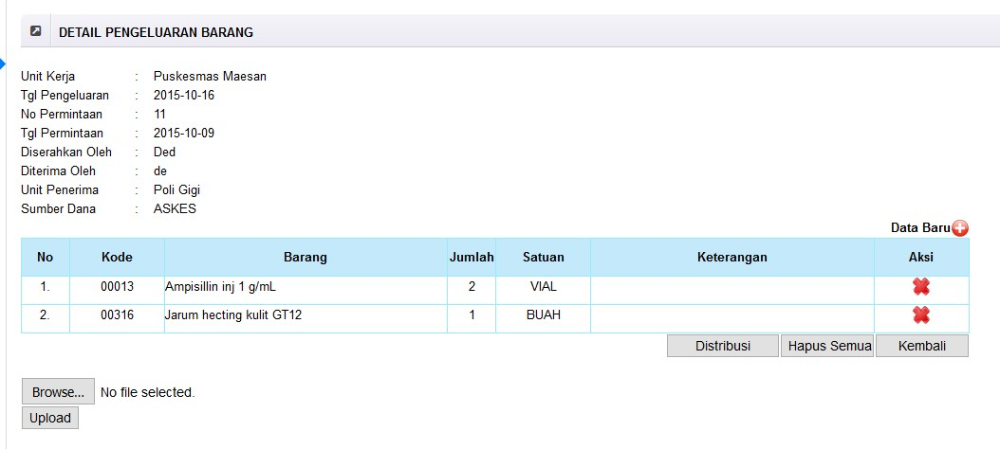 DETAIL PENGELUARAN BARANG
Unit Kerja : Puskesmas Maesan
Tgl Pengeluaran : 2015-10-16
No Permintaan : 11
Tgl Permintaan : 2015-10-09
Diserahkan Oleh : Ded
Diterima Oleh : de
Unit Penerima : Poli Gigi
Sumber Dana : ASKES
Data Baru
No Kode Barang Jumlah Satuan Keterangan Aksi
1. 00013 Ampisillin inj 1 g/mL 2 VIAL
2. 00316 Jarum hecting kulit GT12 1 BUAH
Distribusi Hapus Semua Kembali
Browse... No file selected.
Upload